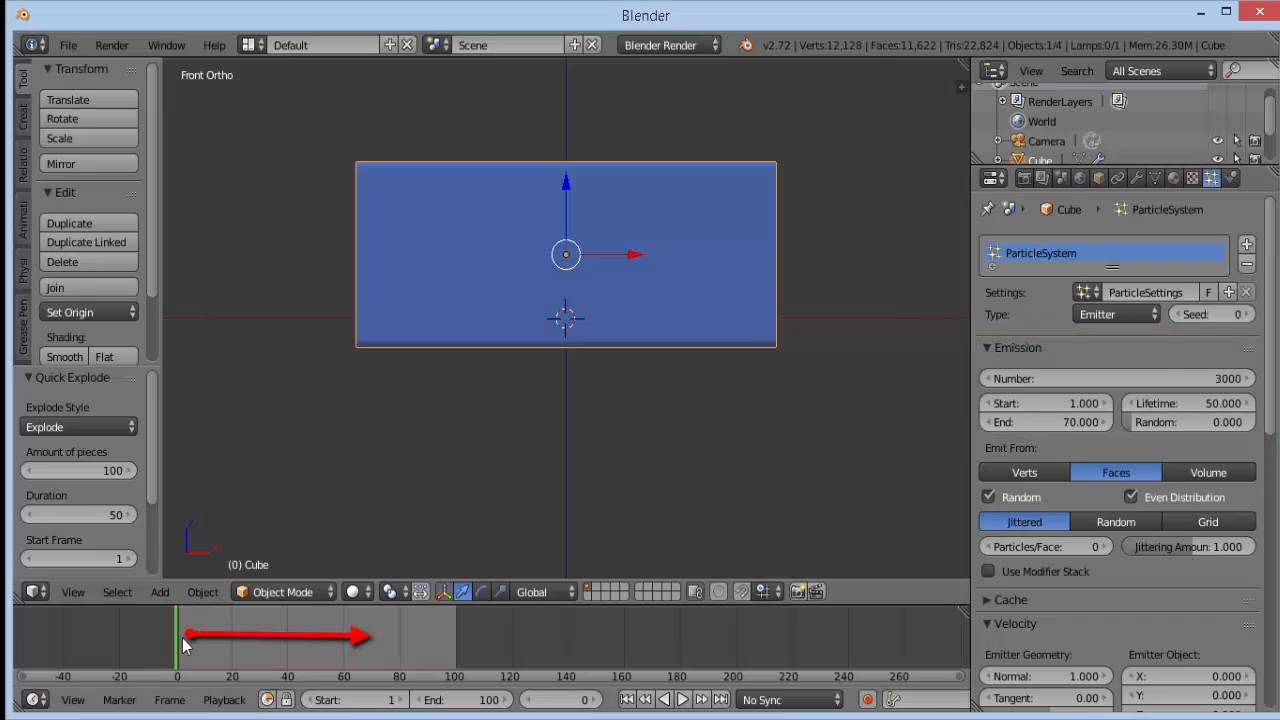 Blender
File Render Window Help Default Scene Blender Render v2.72 | Verts:12,128 | Faces:11,622 | Tris:22,824 | Objects:1/4 | Lamps:0/1 | Mem:26.30M | Cube
Tool
Creat
Relatio
Animati
Physi
Grease Pen
Transform
Translate
Rotate
Scale
Mirror
Edit
Duplicate
Duplicate Linked
Delete
Join
Set Origin
Shading:
Smooth Flat
Quick Explode
Explode Style
Explode
Amount of pieces
100
Duration
50
Start Frame
1
Front Ortho
z
x
(0) Cube
View Select Add Object Object Mode Global
-40 -20 0 20 40 60 80 100 120 140 160 180 200 220 240 260
View Marker Frame Playback Start: 1 End: 100 0 No Sync
View Search All Scenes
Scene
RenderLayers
World
Camera
Cube
Cube ParticleSystem
ParticleSystem
Settings: ParticleSettings F
Type: Emitter Seed: 0
Emission
Number: 3000
Start: 1.000 Lifetime: 50.000
End: 70.000 Random: 0.000
Emit From:
Verts Faces Volume
Random Even Distribution
Jittered Random Grid
Particles/Face: 0 Jittering Amoun: 1.000
Use Modifier Stack
Cache
Velocity
Emitter Geometry: Emitter Object:
Normal: 1.000 X: 0.000
Tangent: 0.00 Y: 0.000